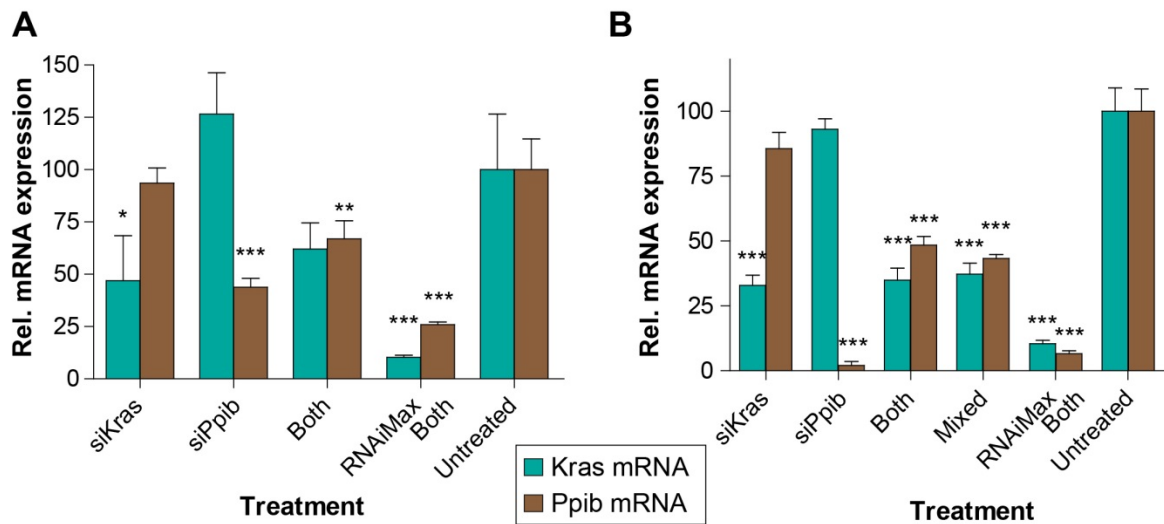 A
Rel. mRNA expression
150
125
100
75
50
25
0
*
***
**
***
***
siKras
siPpib
Both
RNAiMax
Both
Untreated
Treatment
B
Rel. mRNA expression
100
75
50
25
0
***
***
***
***
***
***
***
***
siKras
siPpib
Both
Mixed
RNAiMax
Both
Untreated
Treatment
Kras mRNA
Ppib mRNA